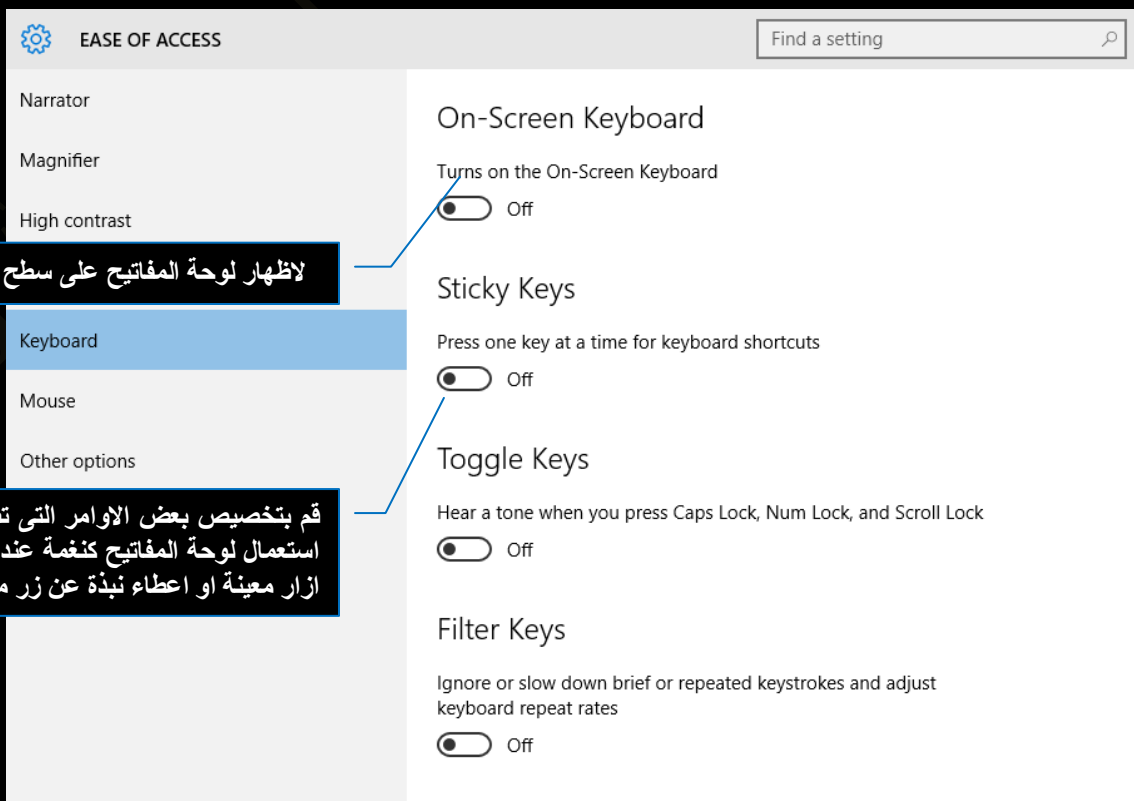 EASE OF ACCESS
Find a setting
Narrator
Magnifier
High contrast
لاظهار لوحة المفاتيح على سطح
Keyboard
Mouse
Other options
قم بتخصيص بعض الاوامر التى
استعمال لوحة المفاتيح كنغمة عند
ازار معينة او اعطاء نبذة عن زر
On-Screen Keyboard
Turns on the On-Screen Keyboard
Off
Sticky Keys
Press one key at a time for keyboard shortcuts
Off
Toggle Keys
Hear a tone when you press Caps Lock, Num Lock, and Scroll Lock
Off
Filter Keys
Ignore or slow down brief or repeated keystrokes and adjust
keyboard repeat rates
Off